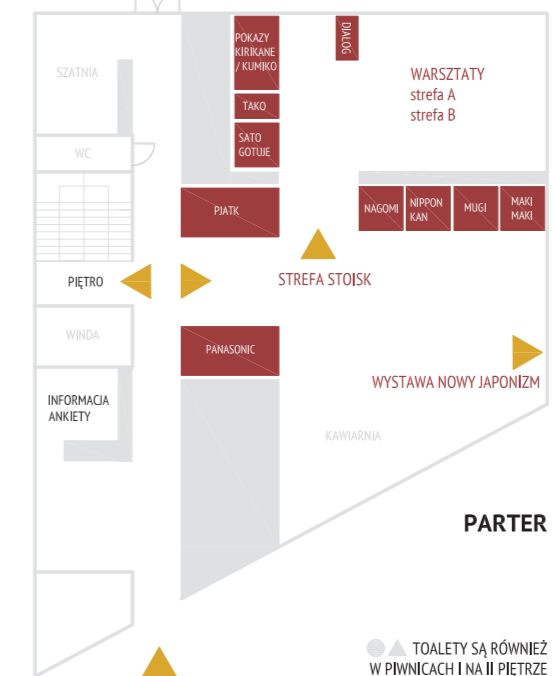 POKAZY
KIRIKANE
/ KUMIKO
DIALOG
SZATNIA
WARSZTATY
strefa A
strefa B
TAKO
SATO
GOTUJE
WC
PJATK
NAGOMI
NIPPON
KAN
MUGI
MAKI
MAKI
PIĘTRO
STREFA STOISK
WINDA
PANASONIC
WYSTAWA NOWY JAPONIZM
INFORMACJA
ANKIETY
KAWIARNIA
PARTER
TOALETY SĄ RÓWNIEŻ
W PIWNICACH I NA II PIĘTRZE